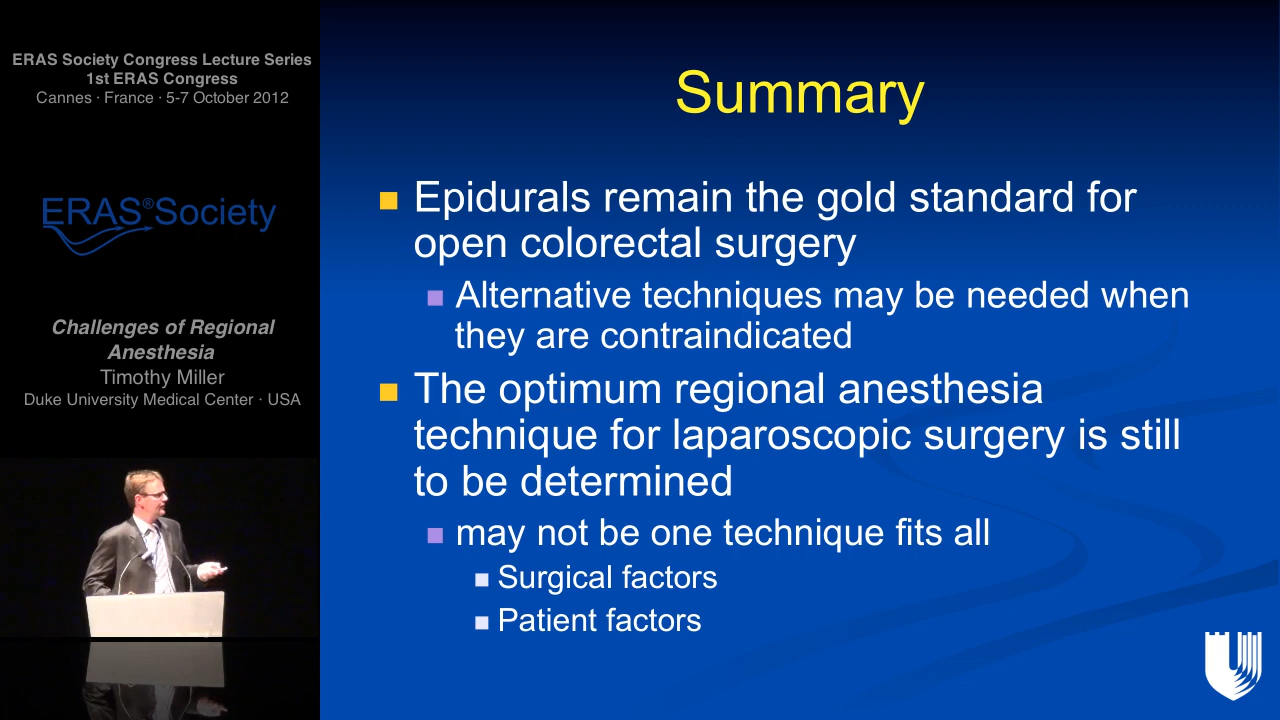 ERAS Society Congress Lecture Series
1st ERAS Congress
Cannes · France · 5-7 October 2012
ERAS®Society
Challenges of Regional
Anesthesia
Timothy Miller
Duke University Medical Center · USA
Summary
Epidurals remain the gold standard for
open colorectal surgery
Alternative techniques may be needed when
they are contraindicated
The optimum regional anesthesia
technique for laparoscopic surgery is still
to be determined
may not be one technique fits all
Surgical factors
Patient factors